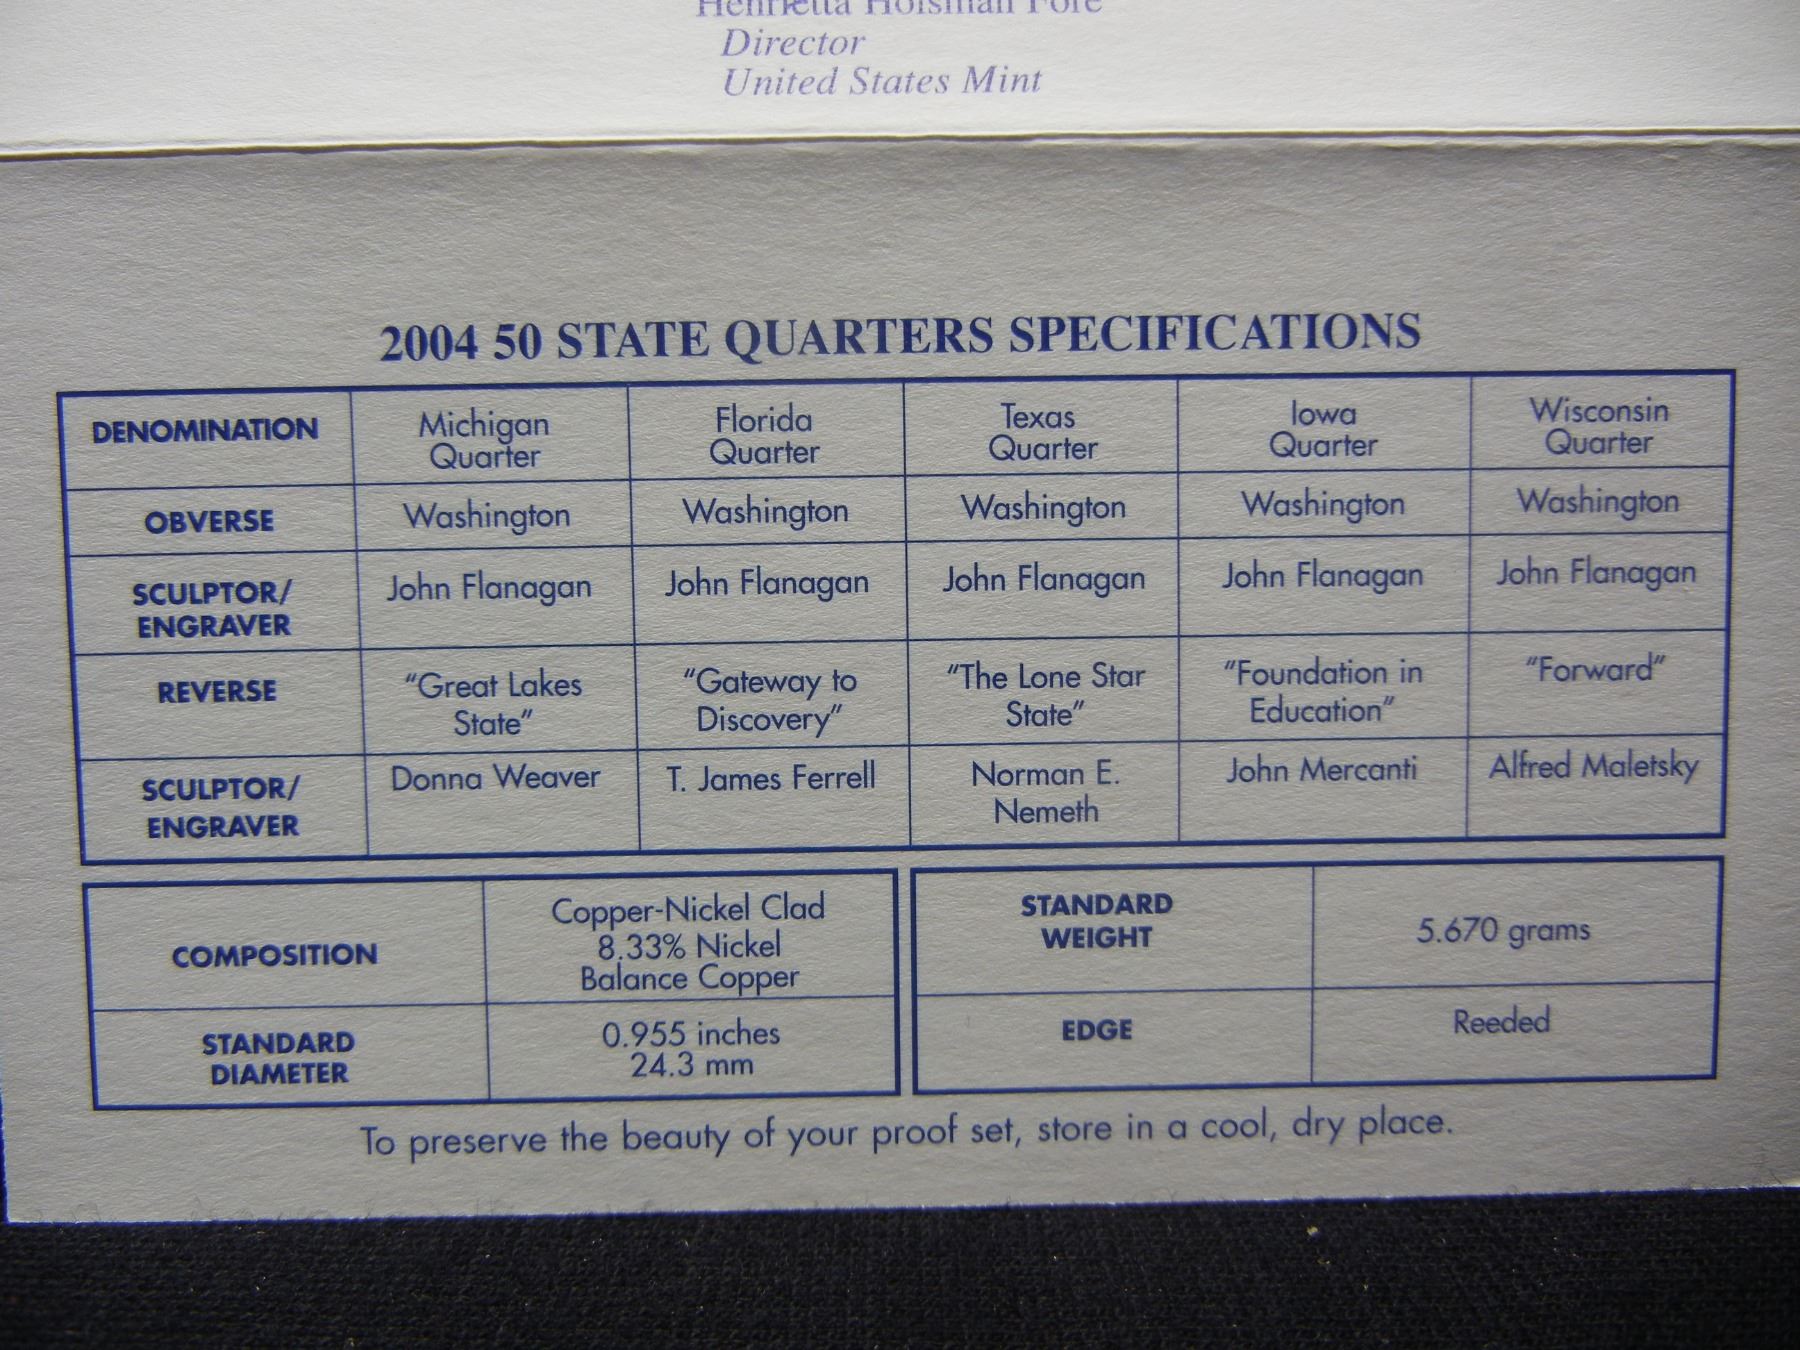 Henrietta Holsman Fore
Director
United States Mint
2004 50 STATE QUARTERS SPECIFICATIONS
DENOMINATION Michigan Quarter Florida Quarter Texas Quarter Iowa Quarter Wisconsin Quarter
OBVERSE Washington Washington Washington Washington Washington
SCULPTOR/ ENGRAVER John Flanagan John Flanagan John Flanagan John Flanagan John Flanagan
REVERSE "Great Lakes State" "Gateway to Discovery" "The Lone Star State" "Foundation in Education" "Forward"
SCULPTOR/ ENGRAVER Donna Weaver T. James Ferrell Norman E. Nemeth John Mercanti Alfred Maletsky
COMPOSITION Copper-Nickel Clad
8.33% Nickel
Balance Copper
STANDARD DIAMETER 0.955 inches
24.3 mm
STANDARD WEIGHT 5.670 grams
EDGE Reeded
To preserve the beauty of your proof set, store in a cool, dry place.